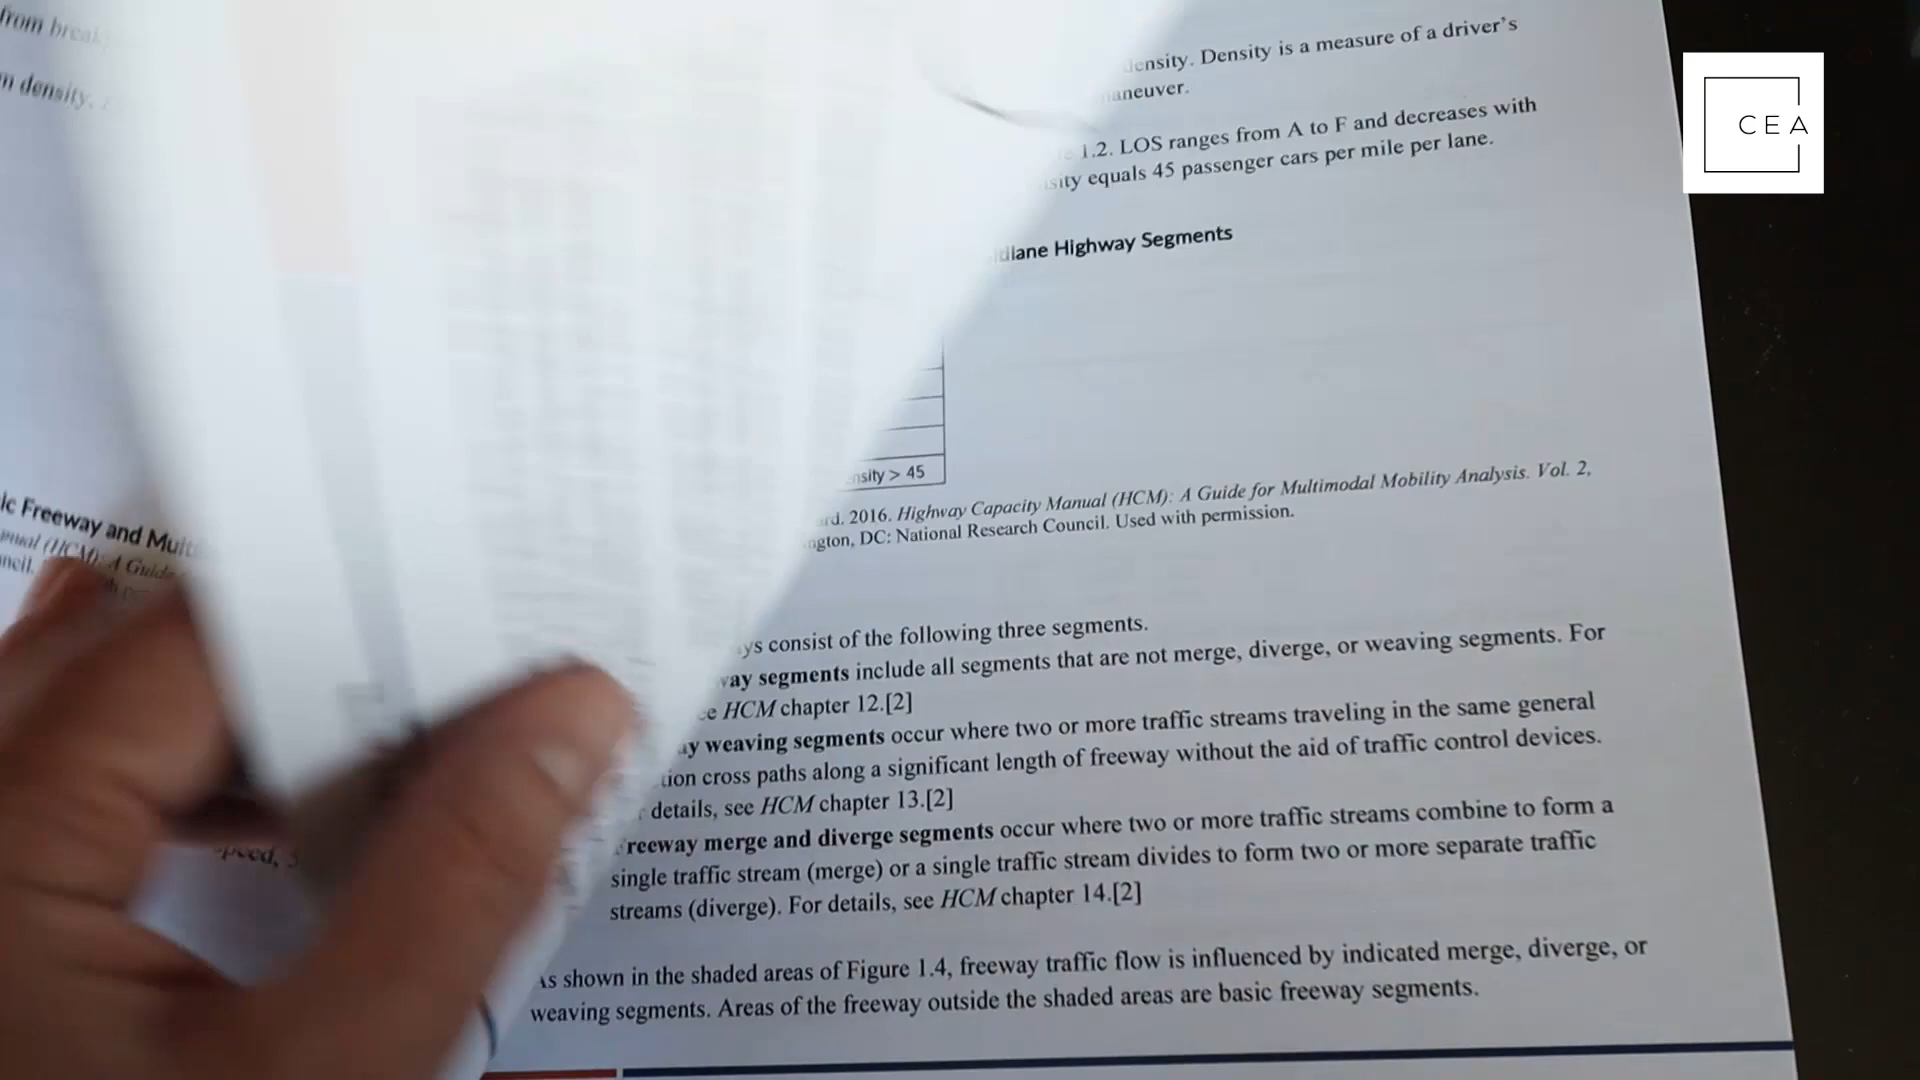 from
n density,
ic Freeway and Mult
(HCM): A Guide
speed,
density. Density is a measure of a driver's
maneuver.
1.2. LOS ranges from A to F and decreases with
sity equals 45 passenger cars per mile per lane.
lane Highway Segments
nsity > 45
rd. 2016. Highway Capacity Manual (HCM): A Guide for Multimodal Mobility Analysis. Vol. 2,
ngton, DC: National Research Council. Used with permission.
ys consist of the following three segments.
way segments include all segments that are not merge, diverge, or weaving segments. For
e HCM chapter 12.[2]
ay weaving segments occur where two or more traffic streams traveling in the same general
tion cross paths along a significant length of freeway without the aid of traffic control devices.
details, see HCM chapter 13.[2]
reeway merge and diverge segments occur where two or more traffic streams combine to form a
single traffic stream (merge) or a single traffic stream divides to form two or more separate traffic
streams (diverge). For details, see HCM chapter 14.[2]
As shown in the shaded areas of Figure 1.4, freeway traffic flow is influenced by indicated merge, diverge, or
weaving segments. Areas of the freeway outside the shaded areas are basic freeway segments.
CEA